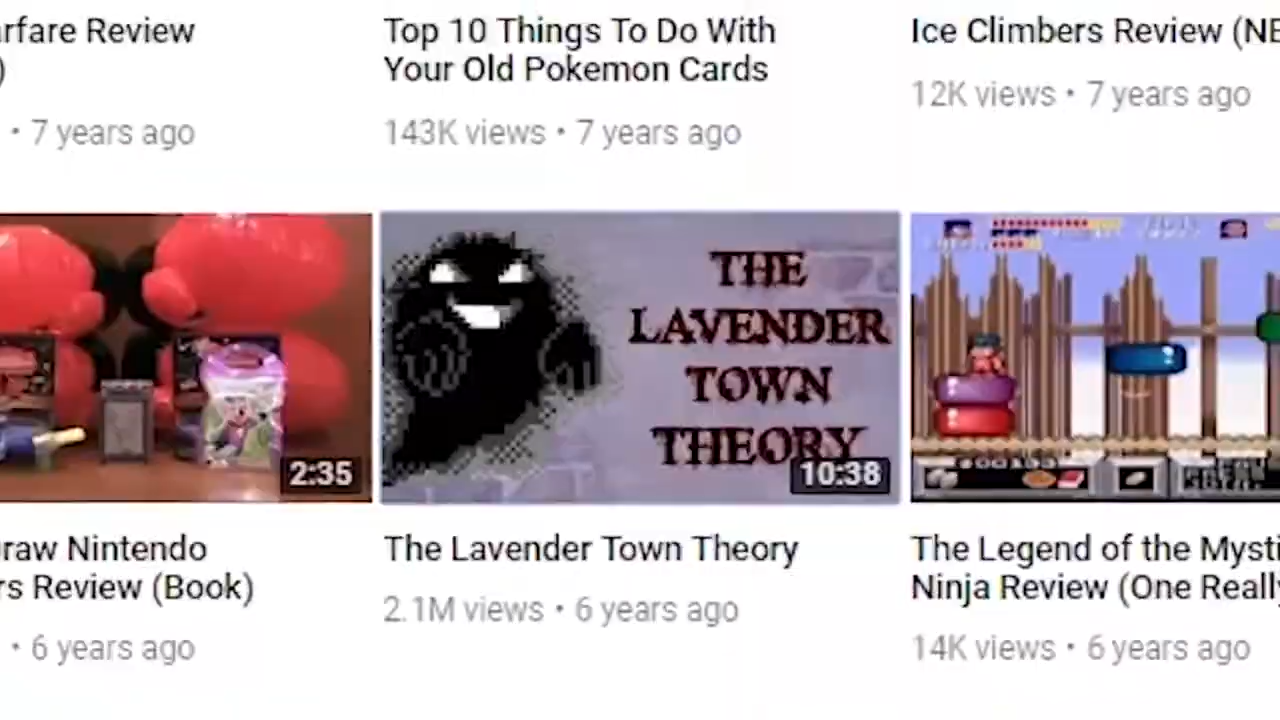 rfare Review
)
• 7 years ago
Top 10 Things To Do With
Your Old Pokemon Cards
143K views • 7 years ago
Ice Climbers Review (NE
12K views • 7 years ago
2:35
THE
LAVENDER
TOWN
THEORY
10:38
raw Nintendo
rs Review (Book)
• 6 years ago
The Lavender Town Theory
2.1M views • 6 years ago
The Legend of the Mysti
Ninja Review (One Really
14K views • 6 years ago